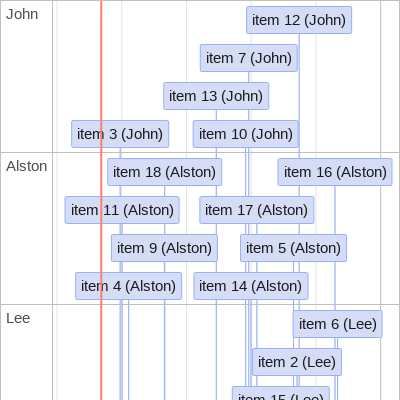 John
item 12 (John)
item 7 (John)
item 13 (John)
item 3 (John)
item 10 (John)
Alston
item 18 (Alston)
item 16 (Alston)
item 11 (Alston)
item 17 (Alston)
item 9 (Alston)
item 5 (Alston)
item 4 (Alston)
item 14 (Alston)
Lee
item 6 (Lee)
item 2 (Lee)
item 15 (Lee)